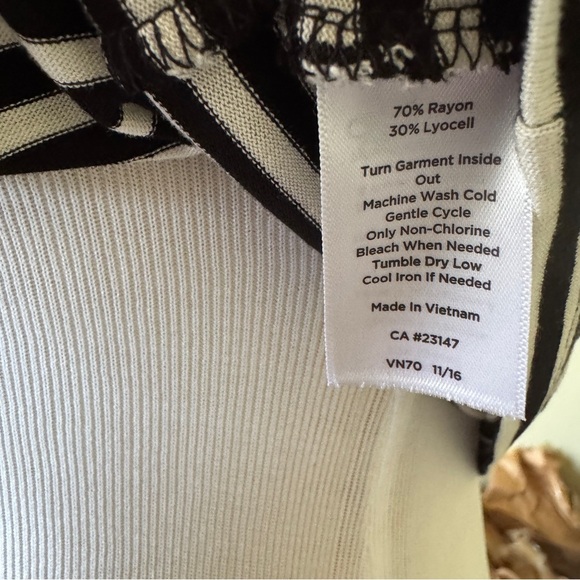 70% Rayon
30% Lyocell
Turn Garment Inside
Out
Machine Wash Cold
Gentle Cycle
Only Non-Chlorine
Bleach When Needed
Tumble Dry Low
Cool Iron If Needed
Made In Vietnam
CA #23147
VN70 11/16